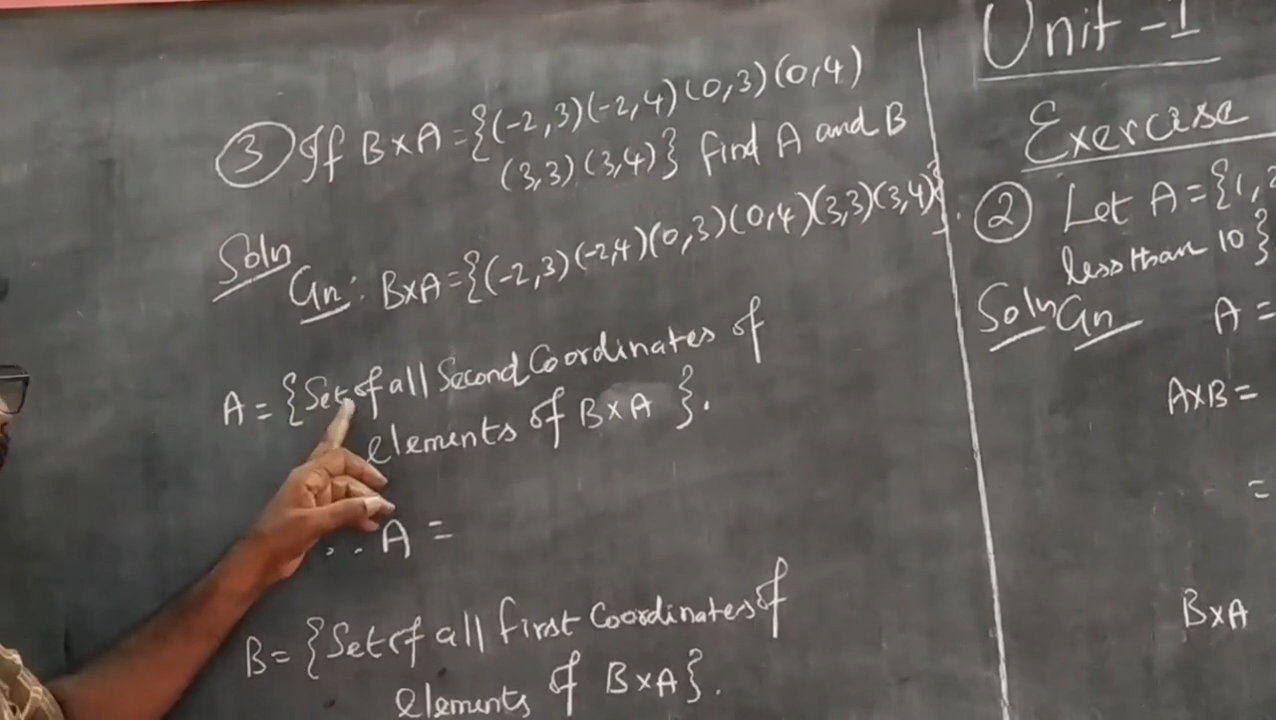 ③ If B×A = {(-2,3)(-2,4)(0,3)(0,4)
(3,3)(3,4)} find A and B
Soln
Gn: B×A = {(-2,3)(-2,4)(0,3)(0,4)(3,3)(3,4)}.
A = {Set of all Second Coordinates of
elements of B×A }.
∴ A =
B = {Set of all first Coordinates of
elements of B×A}.
Unit - 1
Exercise
② Let A = {1, 2
less than 10}
Soln Gn
A =
A×B =
=
B×A